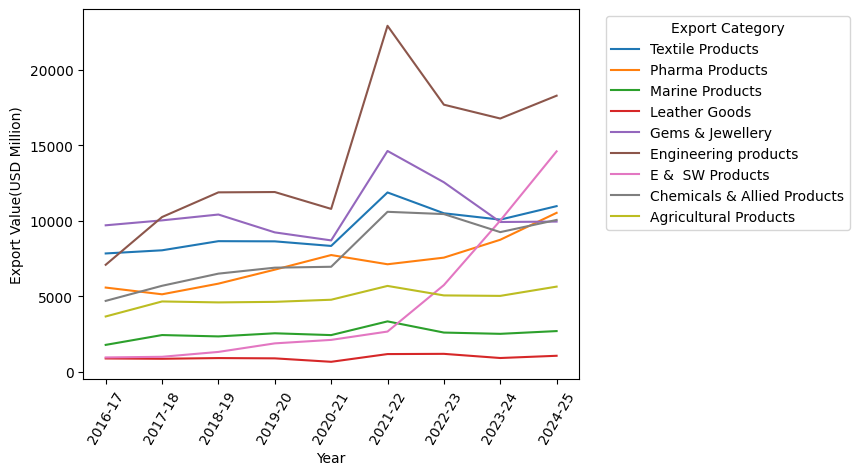 Export Category
Textile Products
Pharma Products
Marine Products
Leather Goods
Gems & Jewellery
Engineering products
E &  SW Products
Chemicals & Allied Products
Agricultural Products
Export Value(USD Million)
20000
15000
10000
5000
0
2016-17
2017-18
2018-19
2019-20
2020-21
2021-22
2022-23
2023-24
2024-25
Year